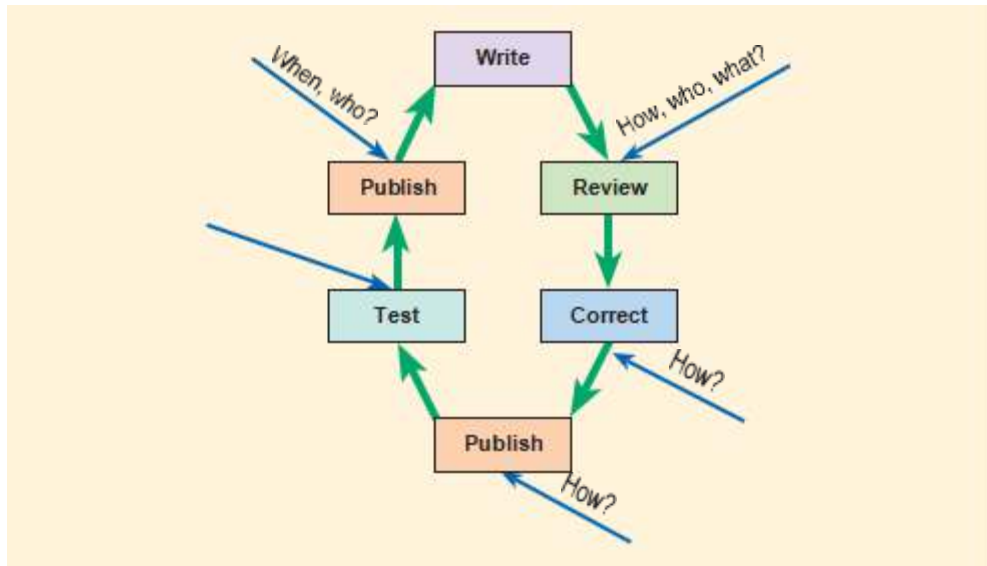 Write
When, who?
How, who, what?
Publish
Review
Test
Correct
How?
Publish
How?